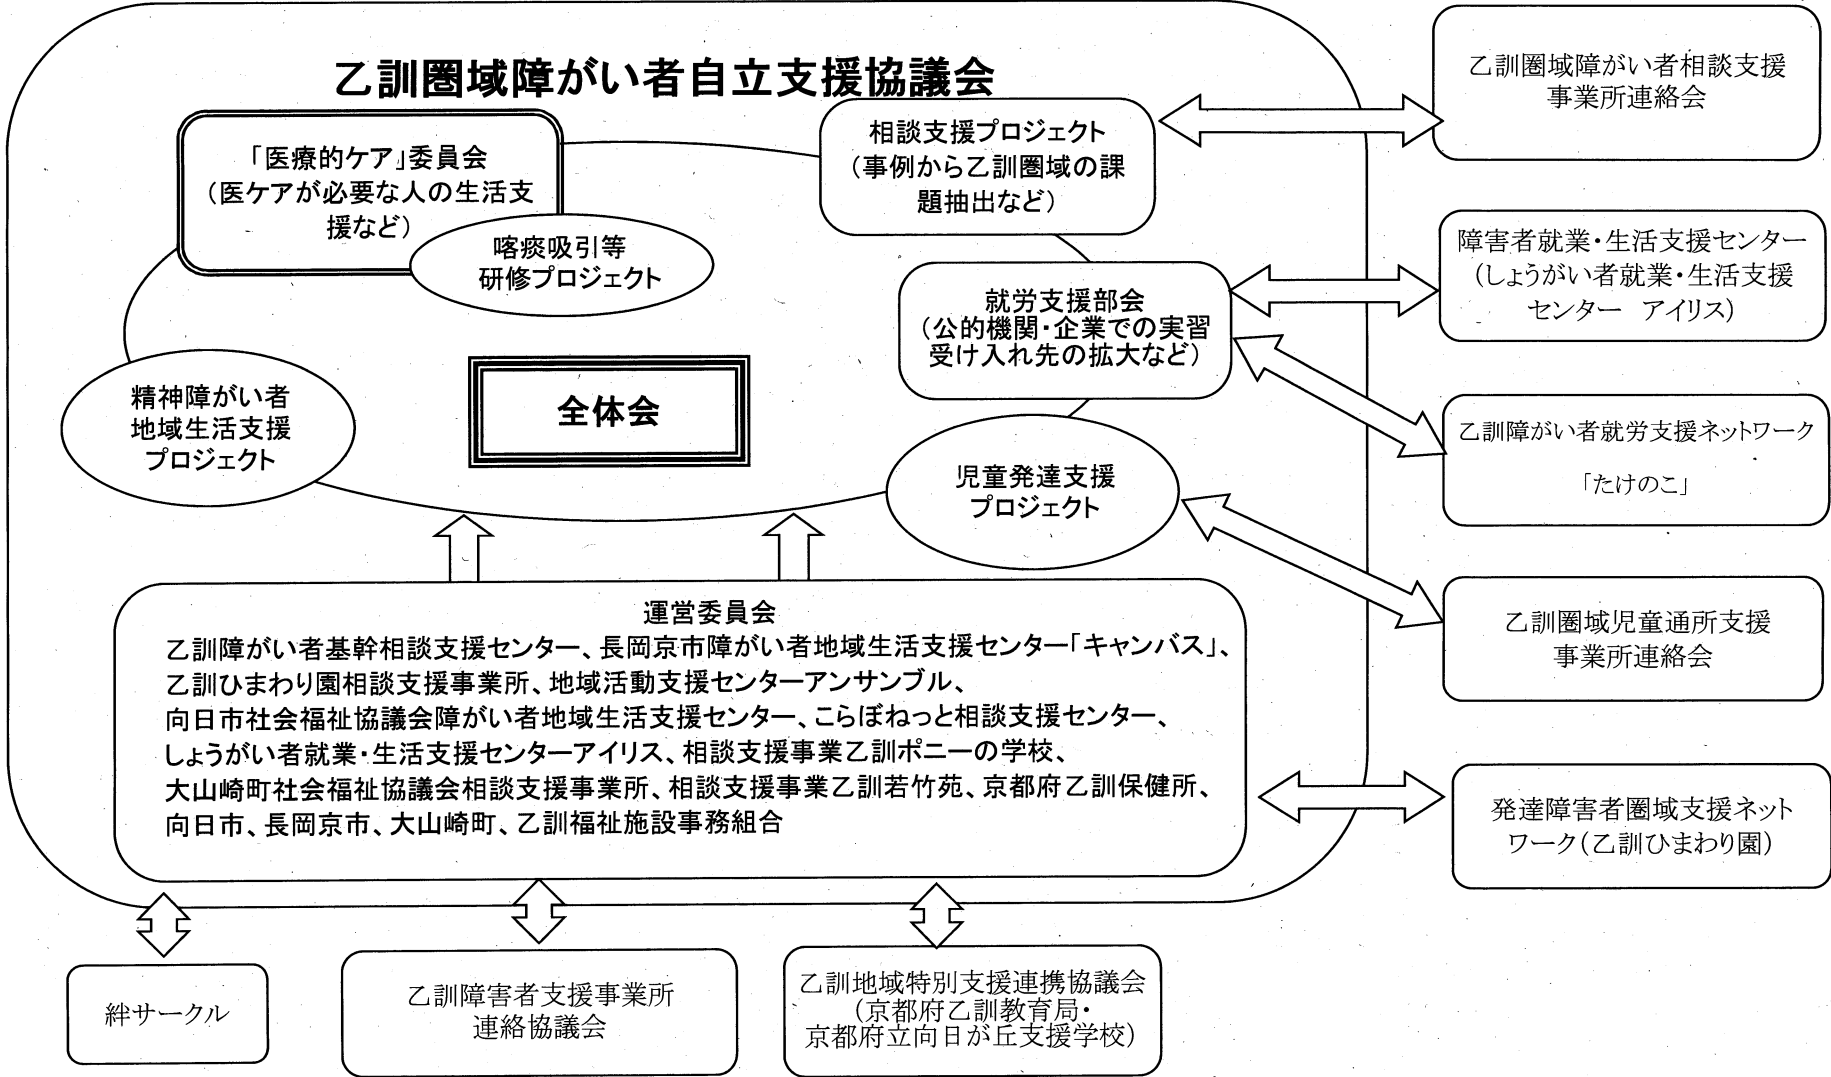 乙訓圏域障がい者自立支援協議会
「医療的ケア」委員会
(医ケアが必要な人の生活支
援など)
喀痰吸引等
研修プロジェクト
相談支援プロジェクト
(事例から乙訓圏域の課
題抽出など)
就労支援部会
(公的機関・企業での実習
受け入れ先の拡大など)
精神障がい者
地域生活支援
プロジェクト
全体会
児童発達支援
プロジェクト
運営委員会
乙訓障がい者基幹相談支援センター、長岡京市障がい者地域生活支援センター「キャンバス」、
乙訓ひまわり園相談支援事業所、地域活動支援センターアンサンブル、
向日市社会福祉協議会障がい者地域生活支援センター、こらぼねっと相談支援センター、
しょうがい者就業・生活支援センターアイリス、相談支援事業乙訓ポニーの学校、
大山崎町社会福祉協議会相談支援事業所、相談支援事業乙訓若竹苑、京都府乙訓保健所、
向日市、長岡京市、大山崎町、乙訓福祉施設事務組合
乙訓圏域障がい者相談支援
事業所連絡会
障害者就業・生活支援センター
(しょうがい者就業・生活支援
センター アイリス)
乙訓障がい者就労支援ネットワーク
「たけのこ」
乙訓圏域児童通所支援
事業所連絡会
発達障害者圏域支援ネット
ワーク(乙訓ひまわり園)
絆サークル
乙訓障害者支援事業所
連絡協議会
乙訓地域特別支援連携協議会
(京都府乙訓教育局・
京都府立向日が丘支援学校)